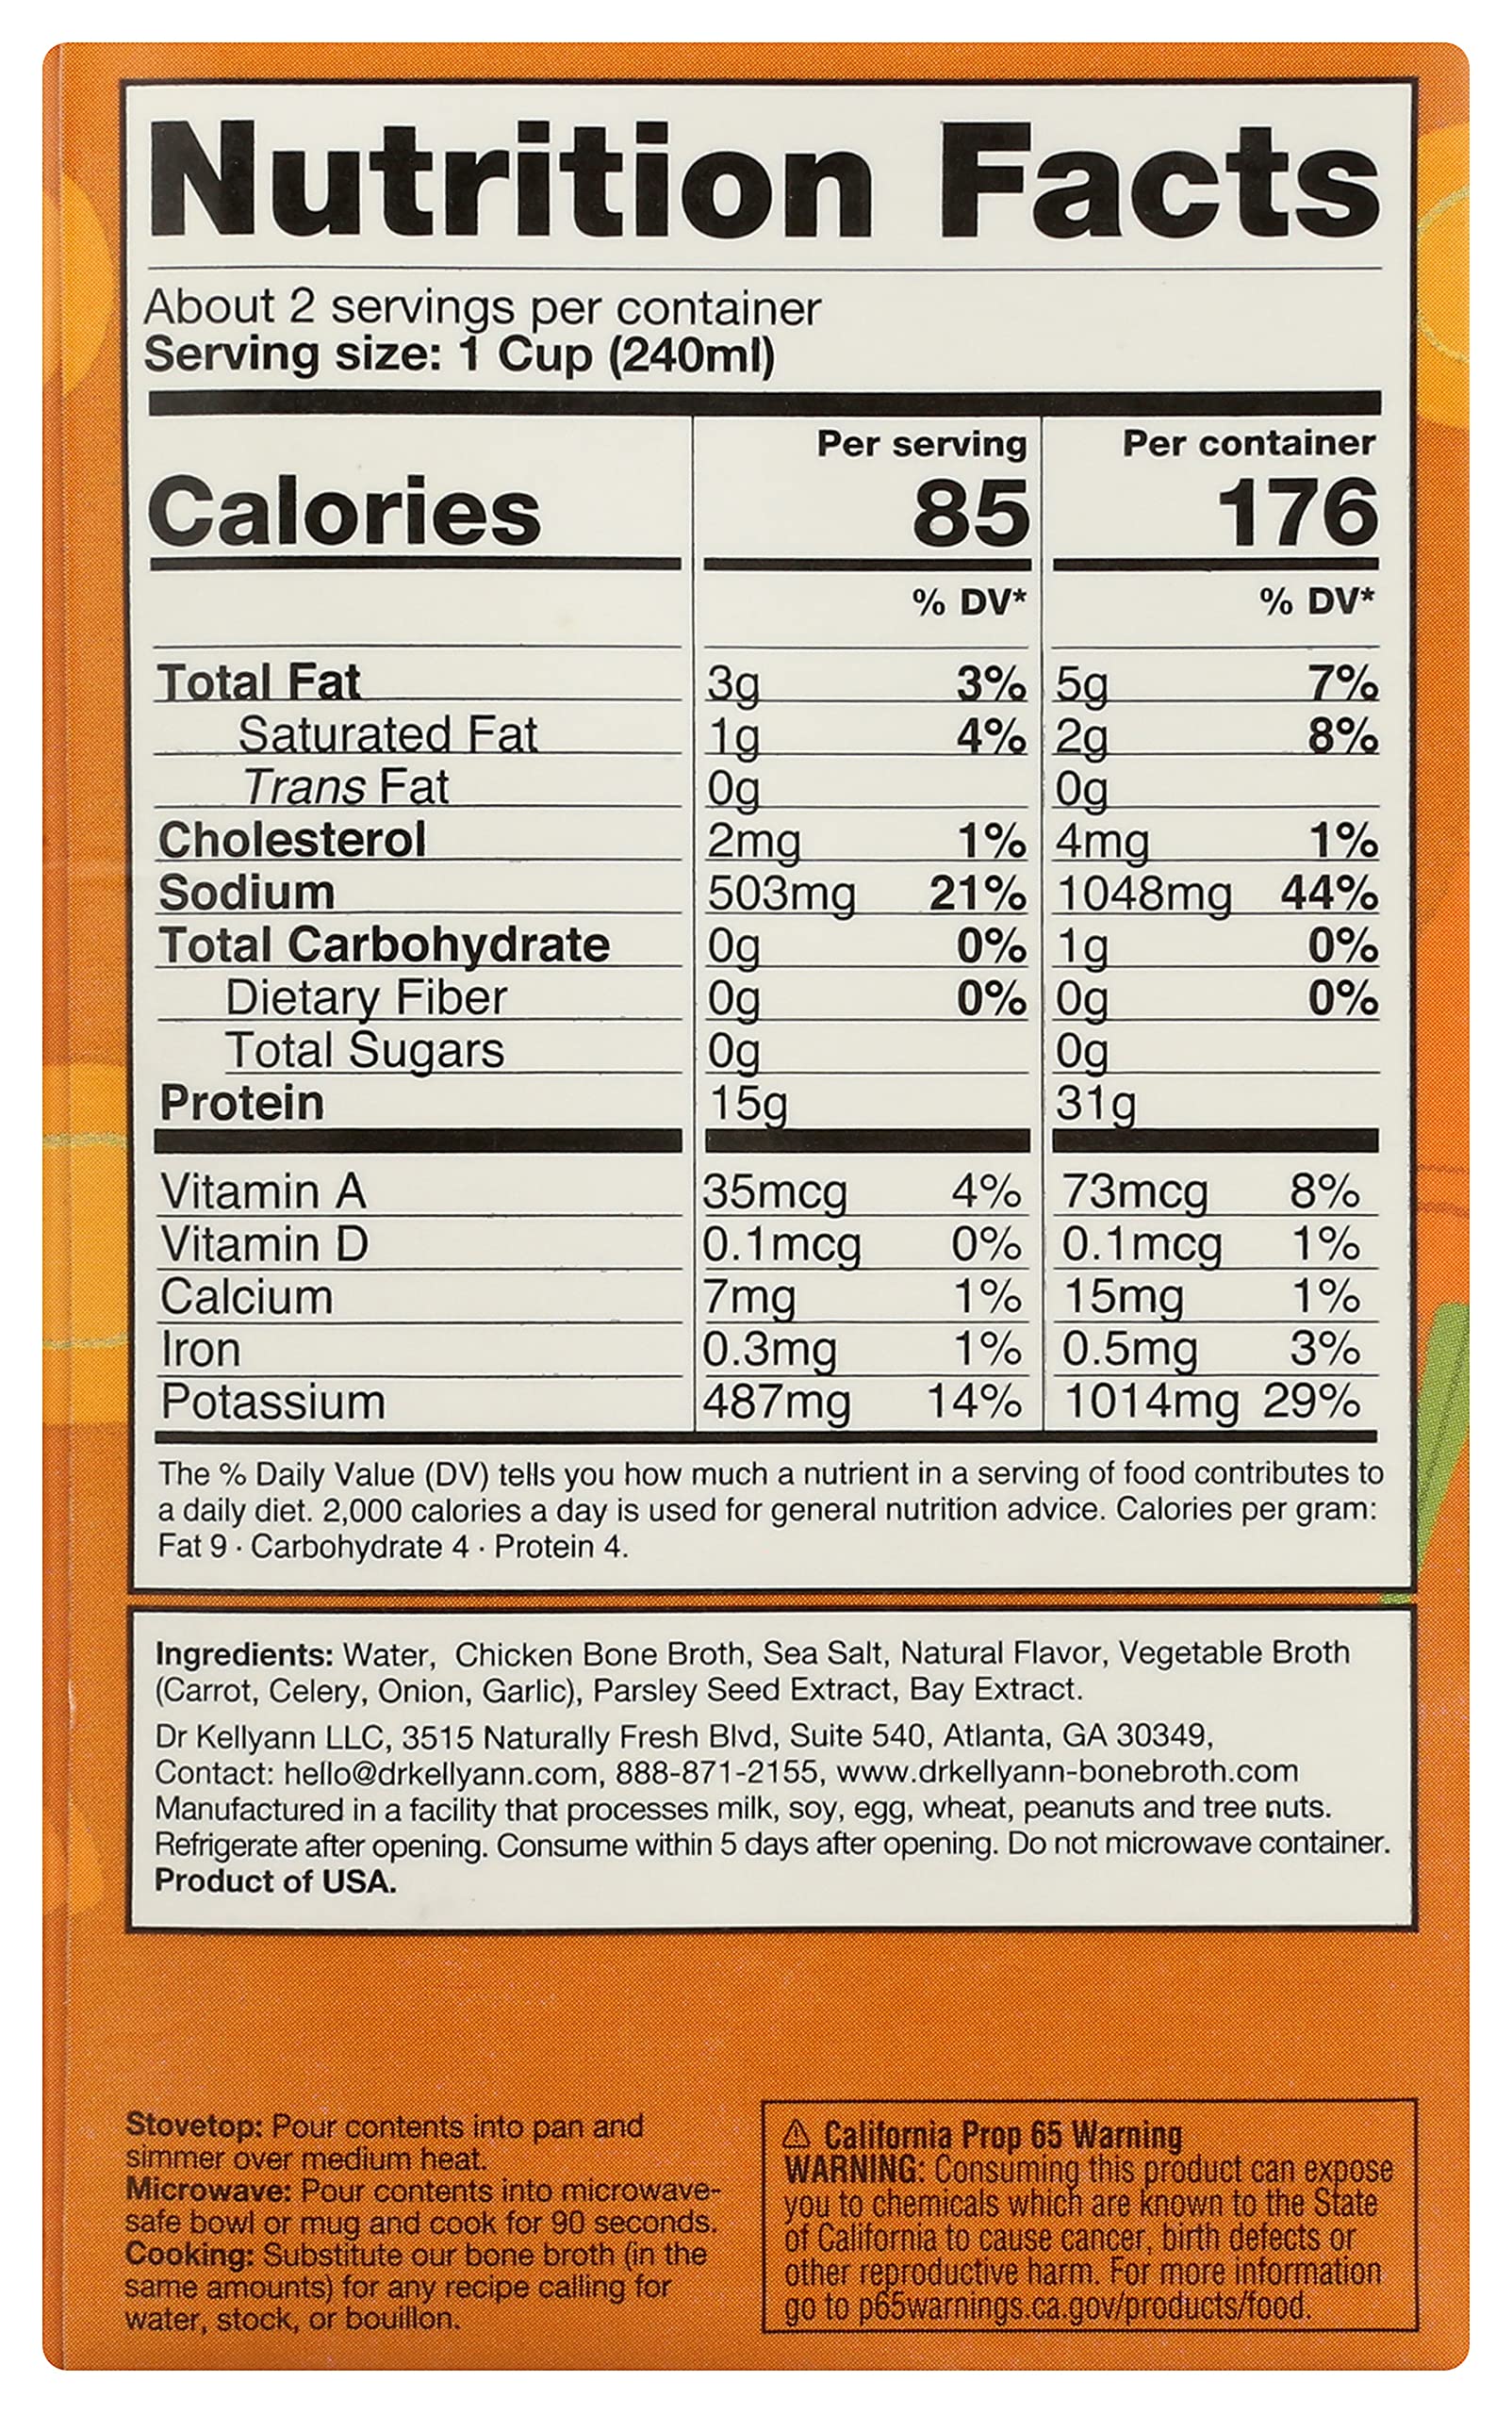 Nutrition Facts
About 2 servings per container
Serving size: 1 Cup (240ml)
Per serving Per container
Calories 85 176
% DV* % DV*
Total Fat 3g 3% 5g 7%
Saturated Fat 1g 4% 2g 8%
Trans Fat 0g 0g
Cholesterol 2mg 1% 4mg 1%
Sodium 503mg 21% 1048mg 44%
Total Carbohydrate 0g 0% 1g 0%
Dietary Fiber 0g 0% 0g 0%
Total Sugars 0g 0g
Protein 15g 31g
Vitamin A 35mcg 4% 73mcg 8%
Vitamin D 0.1mcg 0% 0.1mcg 1%
Calcium 7mg 1% 15mg 1%
Iron 0.3mg 1% 0.5mg 3%
Potassium 487mg 14% 1014mg 29%
The % Daily Value (DV) tells you how much a nutrient in a serving of food contributes to
a daily diet. 2,000 calories a day is used for general nutrition advice. Calories per gram:
Fat 9 · Carbohydrate 4 · Protein 4.
Ingredients: Water, Chicken Bone Broth, Sea Salt, Natural Flavor, Vegetable Broth
(Carrot, Celery, Onion, Garlic), Parsley Seed Extract, Bay Extract.
Dr Kellyann LLC, 3515 Naturally Fresh Blvd, Suite 540, Atlanta, GA 30349,
Contact: hello@drkellyann.com, 888-871-2155, www.drkellyann-bonebroth.com
Manufactured in a facility that processes milk, soy, egg, wheat, peanuts and tree nuts.
Refrigerate after opening. Consume within 5 days after opening. Do not microwave container.
Product of USA.
Stovetop: Pour contents into pan and
simmer over medium heat.
Microwave: Pour contents into microwave-
safe bowl or mug and cook for 90 seconds.
Cooking: Substitute our bone broth (in the
same amounts) for any recipe calling for
water, stock, or bouillon.
⚠ California Prop 65 Warning
WARNING: Consuming this product can expose
you to chemicals which are known to the State
of California to cause cancer, birth defects or
other reproductive harm. For more information
go to p65warnings.ca.gov/products/food.